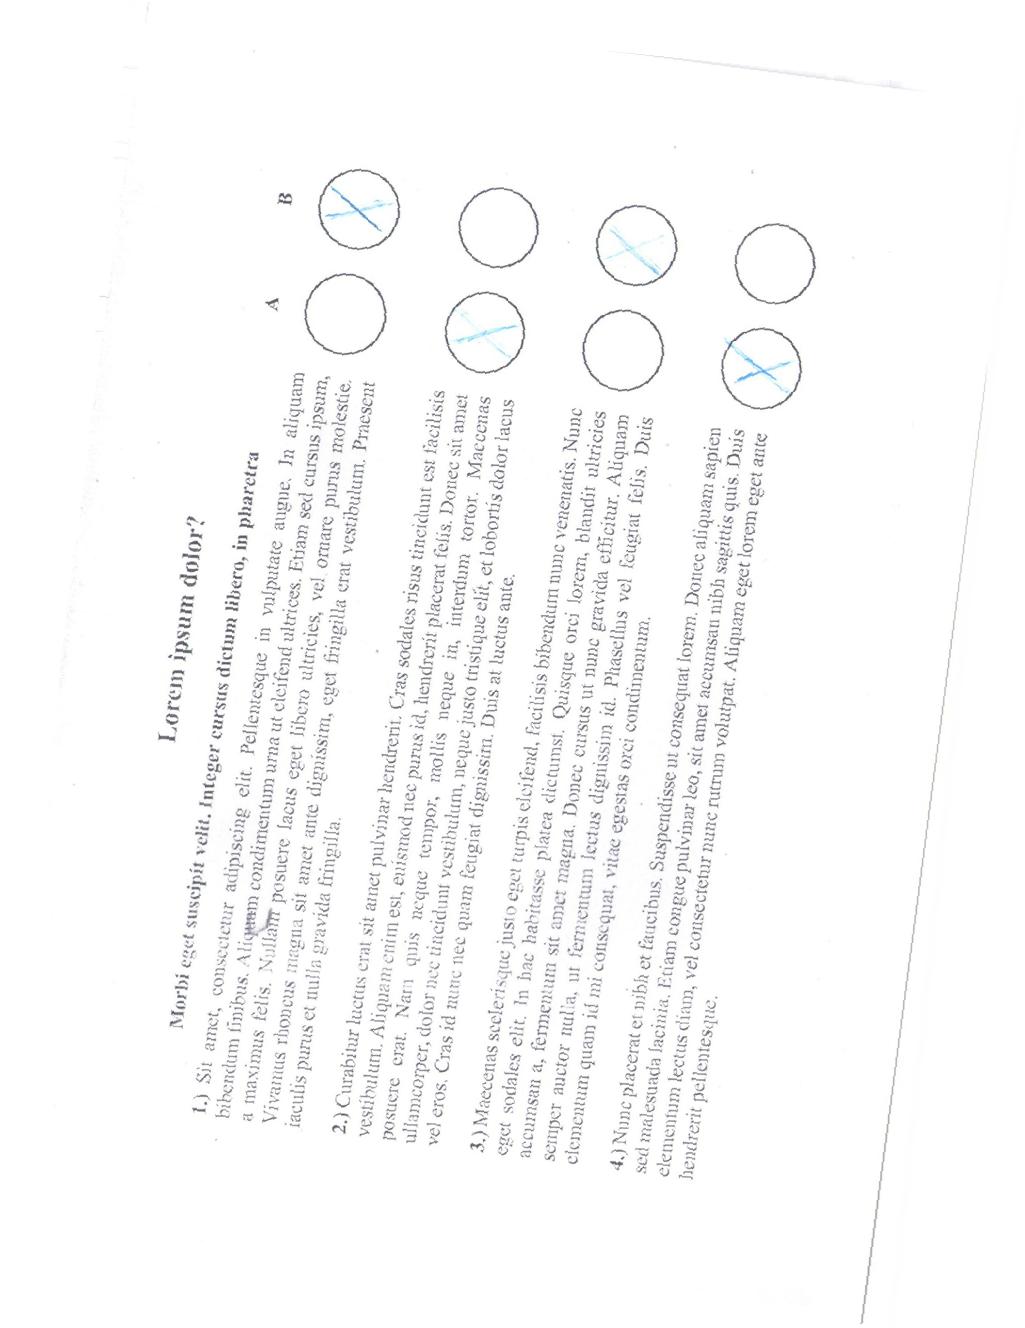 Lorem ipsum dolor?
Morbi eget suscipit velit. Integer cursus dictum libero, in pharetra
A B
1.) Sit amet, consectetur adipiscing elit. Pellentesque in vulputate augue. In aliquam
bibendum finibus. Aliquam condimentum urna ut eleifend ultrices. Etiam sed cursus ipsum,
a maximus felis. Nullam posuere lacus eget libero ultricies, vel ornare purus molestie.
Vivamus rhoncus magna sit amet ante dignissim, eget fringilla erat vestibulum. Praesent
iaculis purus et nulla gravida fringilla.
2.) Curabitur luctus erat sit amet pulvinar hendrerit. Cras sodales risus tincidunt est facilisis
vestibulum. Aliquam enim est, euismod nec purus id, hendrerit placerat felis. Donec sit amet
posuere erat. Nam quis neque tempor, mollis neque in, interdum tortor. Maecenas
ullamcorper, dolor nec tincidunt vestibulum, neque justo tristique elit, et lobortis dolor lacus
vel eros. Cras id nunc nec quam feugiat dignissim. Duis at luctus ante.
3.) Maecenas scelerisque justo eget turpis eleifend, facilisis bibendum nunc venenatis. Nunc
eget sodales elit. In hac habitasse platea dictumst. Quisque orci lorem, blandit ultricies
accumsan a, fermentum sit amet magna. Donec cursus ut nunc gravida efficitur. Aliquam
semper auctor nulla, ut fermentum lectus dignissim id. Phasellus vel feugiat felis. Duis
elementum quam id mi consequat, vitae egestas orci condimentum.
4.) Nunc placerat et nibh et faucibus. Suspendisse ut consequat lorem. Donec aliquam sapien
sed malesuada lacinia. Etiam congue pulvinar leo, sit amet accumsan nibh sagittis quis. Duis
elementum lectus diam, vel consectetur nunc rutrum volutpat. Aliquam eget lorem eget ante
hendrerit pellentesque.